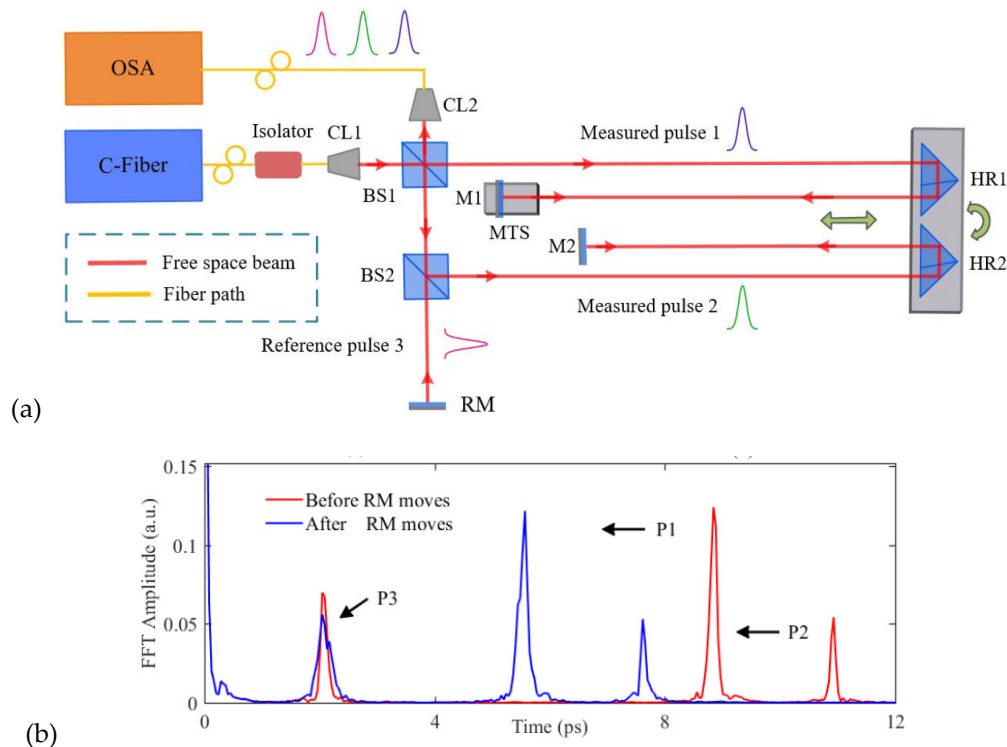 OSA
CL2
C-Fiber
Isolator
CL1
BS1
Measured pulse 1
HR1
M1
MTS
M2
HR2
BS2
Measured pulse 2
Free space beam
Fiber path
Reference pulse 3
RM
(a)
0.15
Before RM moves
After RM moves
P1
0.1
P3
0.05
P2
FFT Amplitude (a.u.)
0
0
4
8
12
Time (ps)
(b)